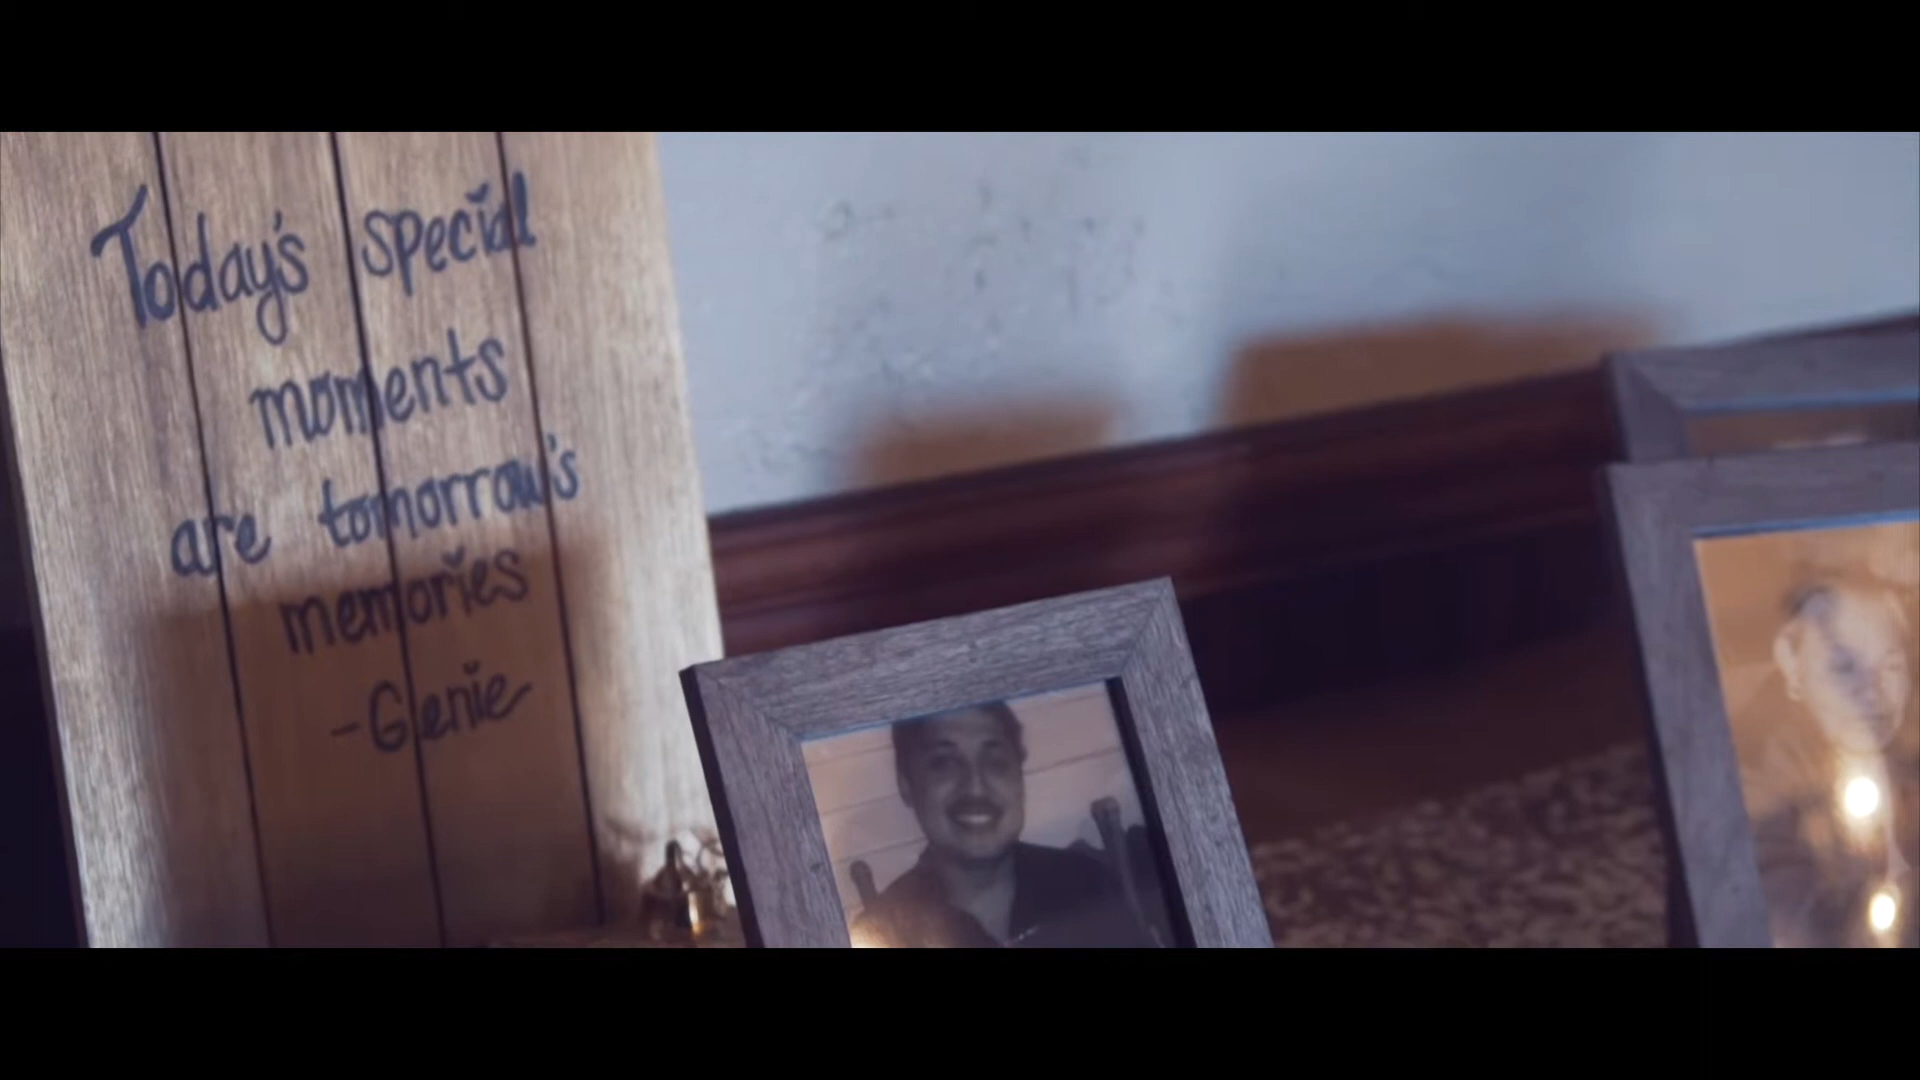 Today's special
moments
are tomorrow's
memories
-Genie